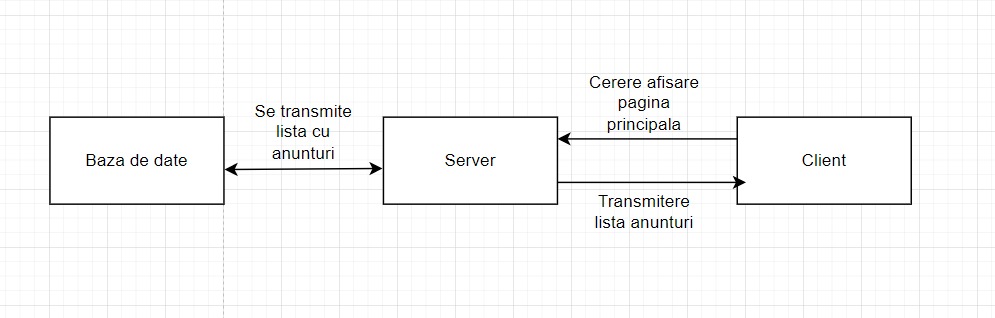 Baza de date
Se transmite
lista cu
anunturi
Server
Cerere afisare
pagina
principala
Transmitere
lista anunturi
Client